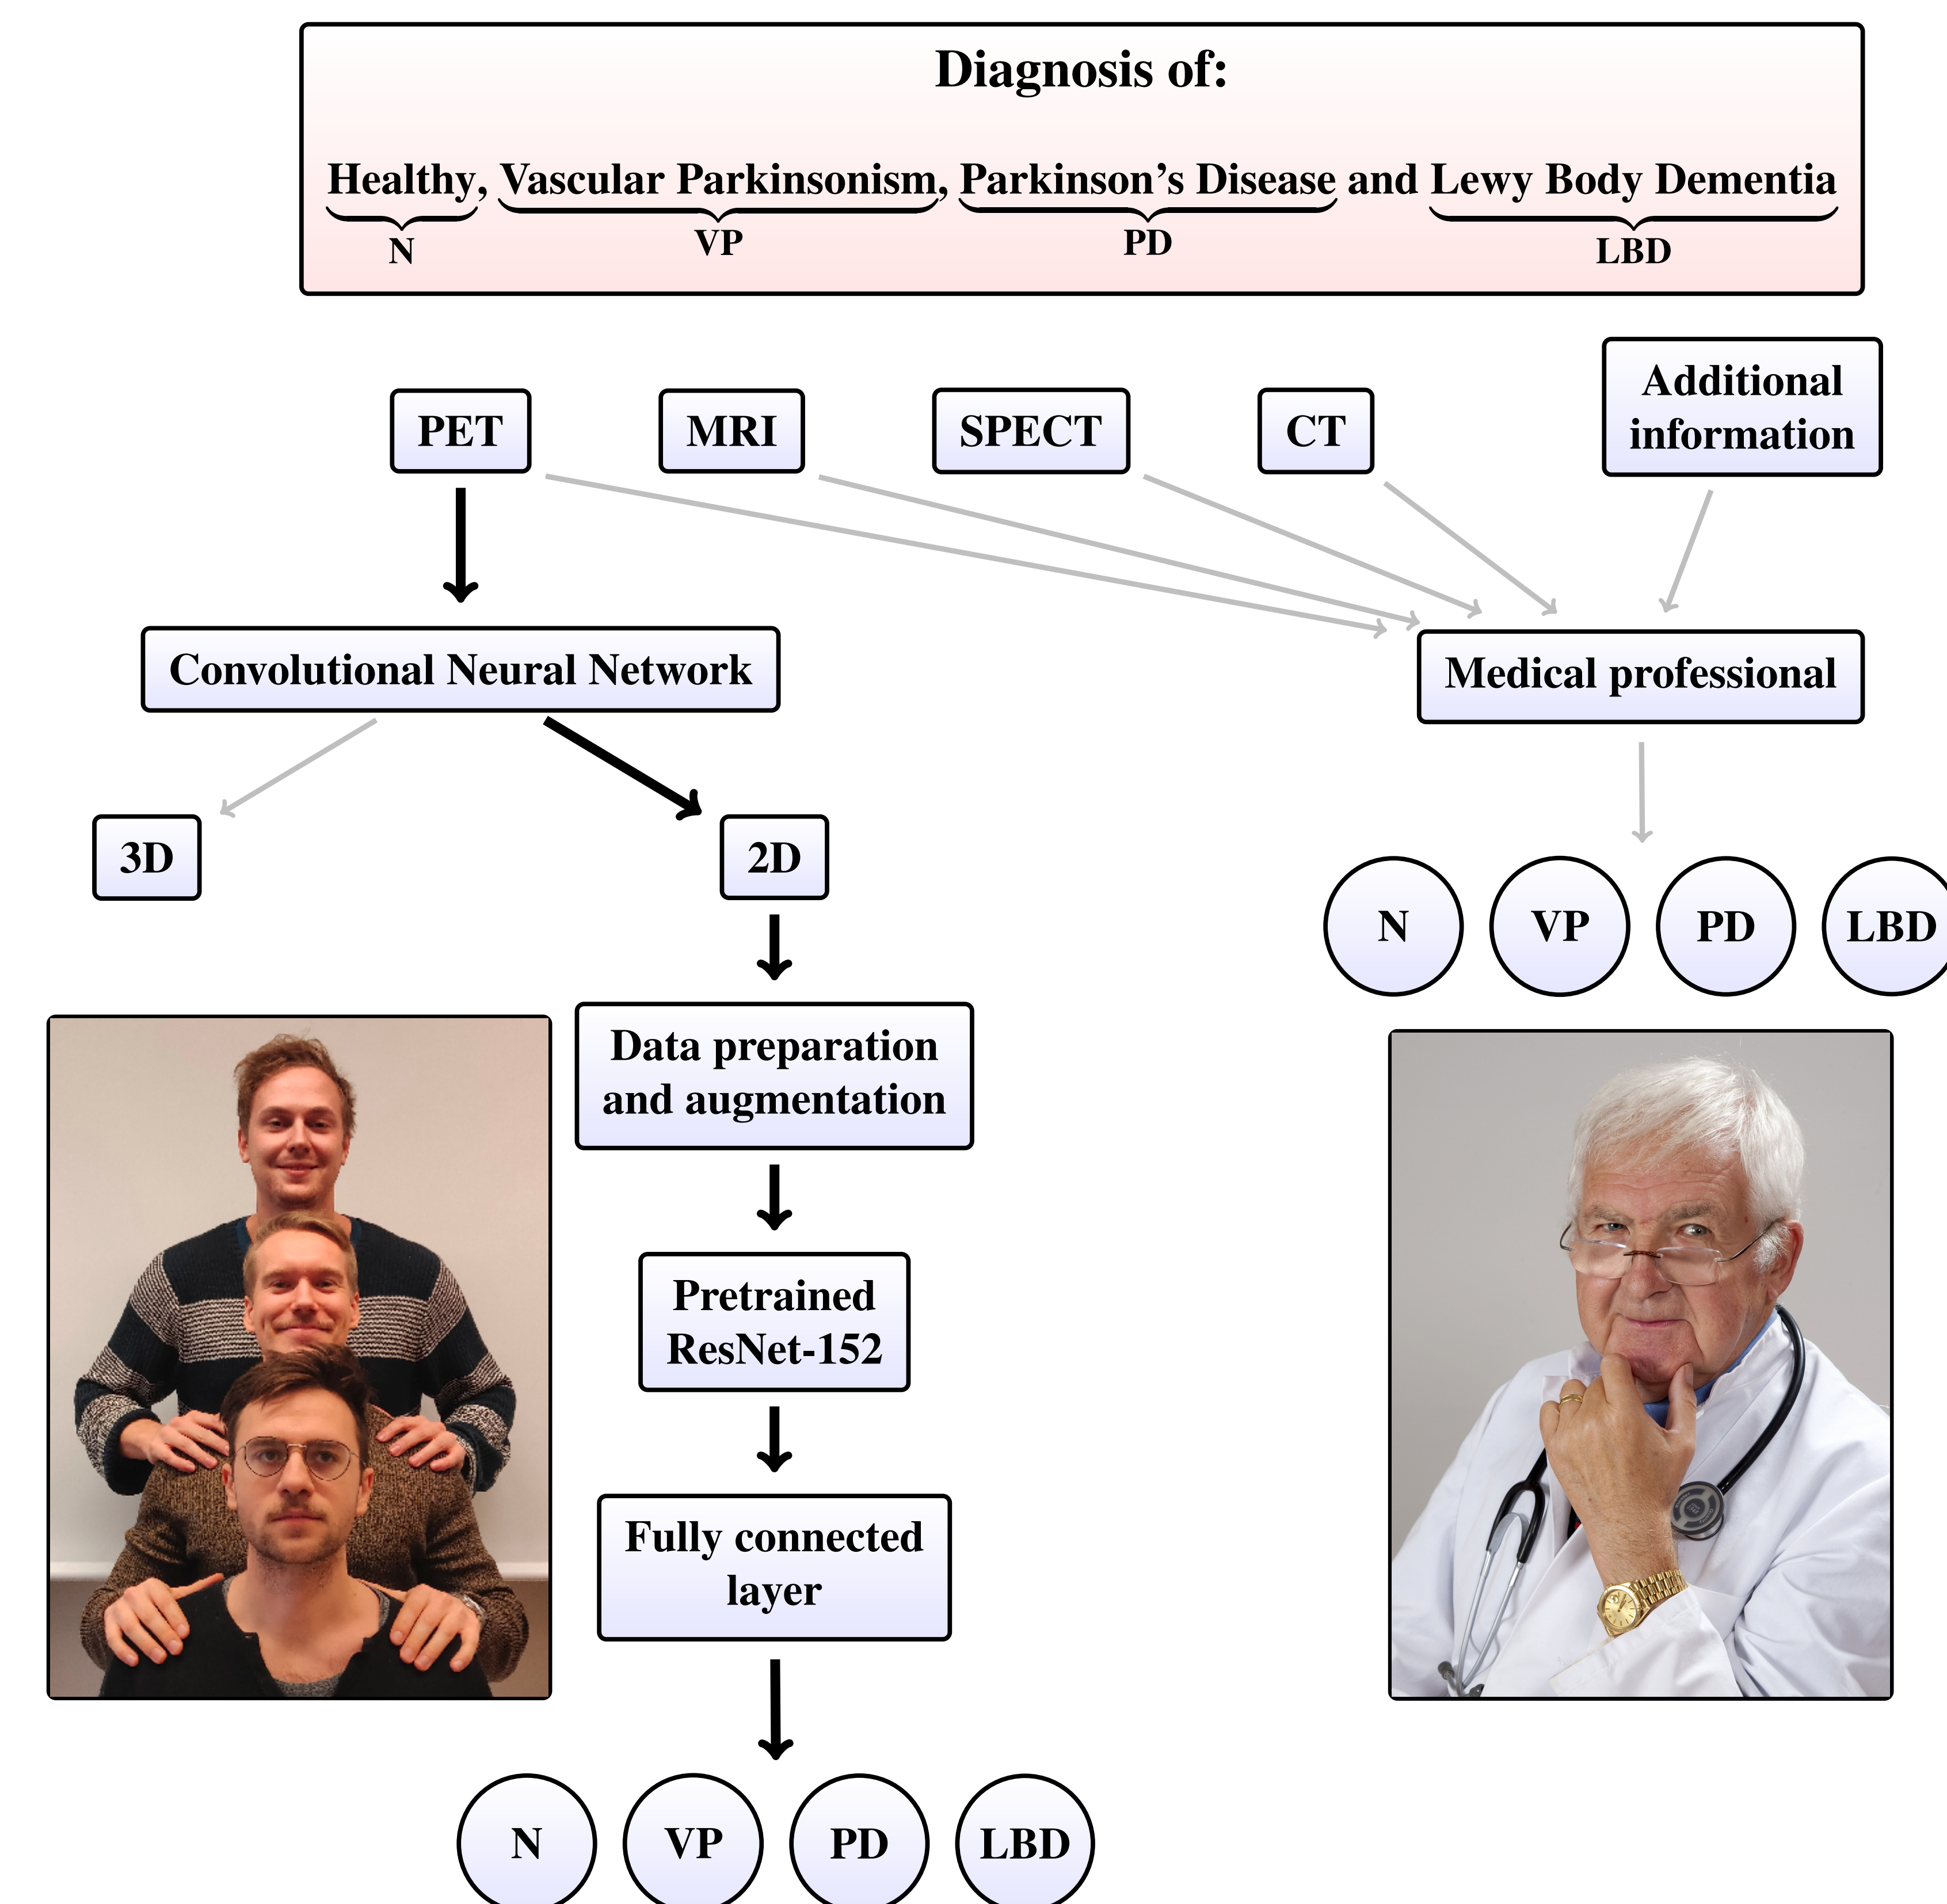 Diagnosis of:
Healthy, Vascular Parkinsonism, Parkinson's Disease and Lewy Body Dementia
N VP PD LBD
PET MRI SPECT CT Additional
information
Convolutional Neural Network Medical professional
3D 2D
N VP PD LBD
Data preparation
and augmentation
Pretrained
ResNet-152
Fully connected
layer
N VP PD LBD